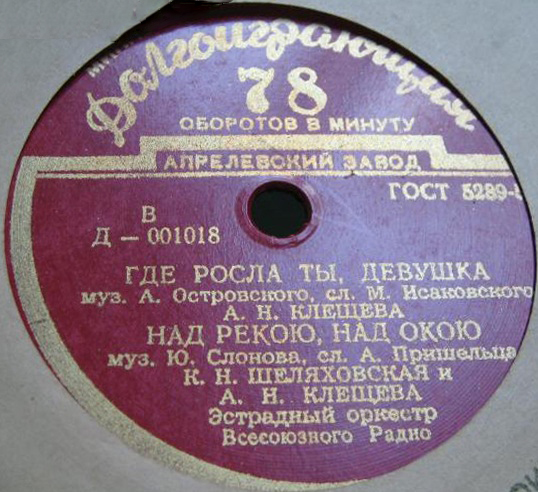 Долгоиграющая
78
ОБОРОТОВ В МИНУТУ
АПРЕЛЕВСКИЙ ЗАВОД
ГОСТ 5289-
В
Д — 001018
ГДЕ РОСЛА ТЫ, ДЕВУШКА
муз. А. Островского, сл. М. Исаковского
А. Н. КЛЕЩЕВА
НАД РЕКОЮ, НАД ОКОЮ
муз. Ю. Слонова, сл. А. Пришельца
К. Н. ШЕЛЯХОВСКАЯ и
А. Н. КЛЕЩЕВА
Эстрадный оркестр
Всесоюзного Радио